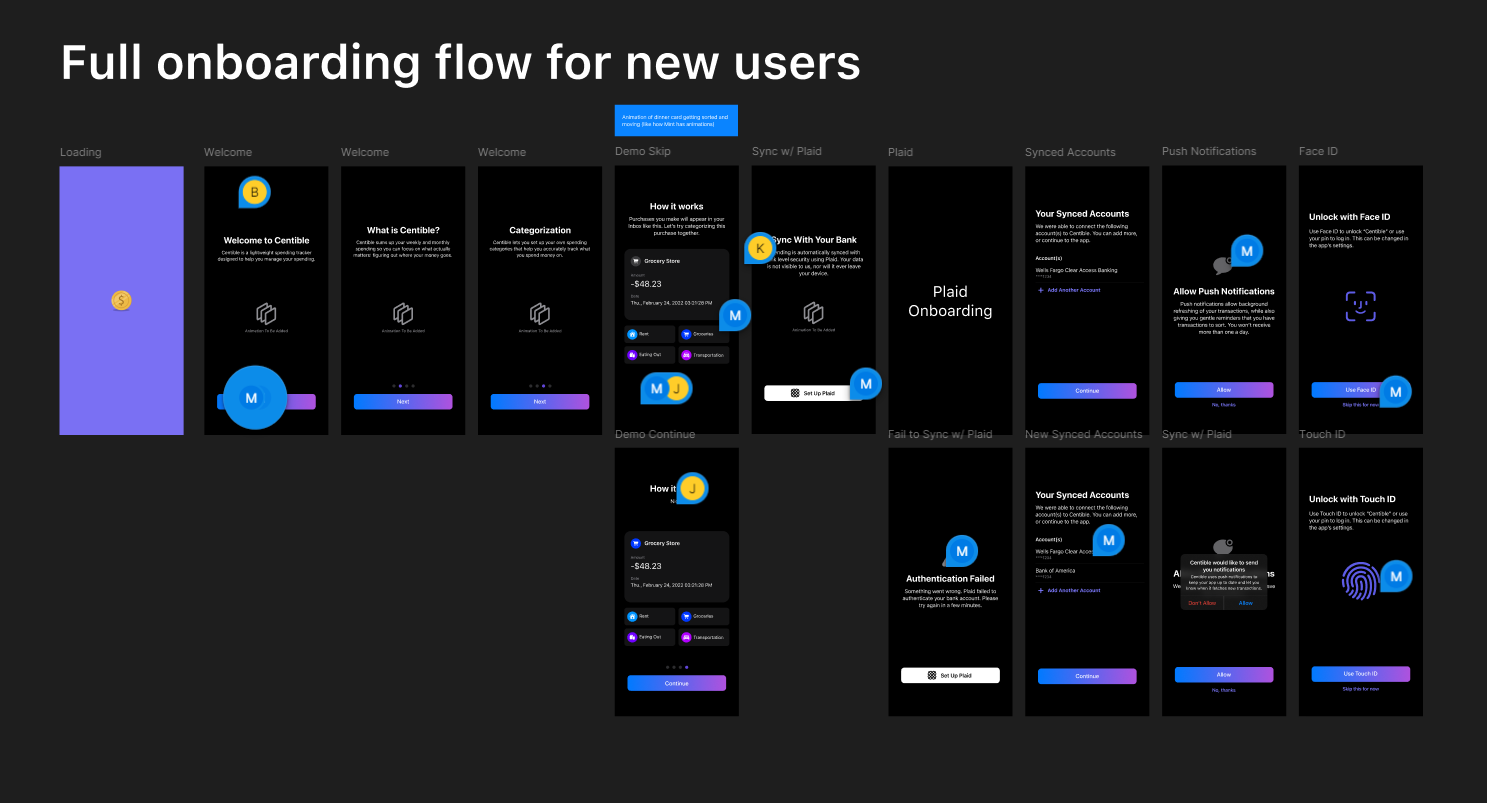 Full onboarding flow for new users
Animation of dinner card getting sorted and
moving (like how Mint has animations)
Loading
Welcome
Welcome
Welcome
Demo Skip
Sync w/ Plaid
Plaid
Synced Accounts
Push Notifications
Face ID
$
B
Welcome to Centible
Centible is a lightweight spending tracker
designed to help you manage your spending.
Animation To Be Added
M
What is Centible?
Centible sums up your weekly and monthly
spending so you can focus on what actually
matters: figuring out where your money goes.
Animation To Be Added
Next
Categorization
Centible lets you set up your own spending
categories that help you accurately track what
you spend money on.
Animation To Be Added
Next
How it works
Purchases you make will appear in your
Inbox like this. Let's try categorizing this
purchase together.
Grocery Store
Amount
-$48.23
Date
Thu., February 24, 2022 03:21:28 PM
M
Rent
Groceries
Eating Out
Transportation
M
J
K
Sync With Your Bank
ending is automatically synced with
k level security using Plaid. Your data
is not visible to us, nor will it ever leave
your device.
Animation To Be Added
Set Up Plaid
M
Plaid
Onboarding
Your Synced Accounts
We were able to connect the following
account(s) to Centible. You can add more,
or continue to the app.
Account(s)
Wells Fargo Clear Access Banking
****1234
+ Add Another Account
Continue
M
Allow Push Notifications
Push notifications allow background
refreshing of your transactions, while also
giving you gentle reminders that you have
transactions to sort. You won't receive
more than one a day.
Allow
No, thanks
Unlock with Face ID
Use Face ID to unlock "Centible" or use
your pin to log in. This can be changed in
the app's settings.
Use Face ID
M
Skip this for now
Demo Continue
Fail to Sync w/ Plaid
New Synced Accounts
Sync w/ Plaid
Touch ID
How it
J
N
Grocery Store
Amount
-$48.23
Date
Thu., February 24, 2022 03:21:28 PM
Rent
Groceries
Eating Out
Transportation
Continue
M
Authentication Failed
Something went wrong. Plaid failed to
authenticate your bank account. Please
try again in a few minutes.
Set Up Plaid
Your Synced Accounts
We were able to connect the following
account(s) to Centible. You can add more,
or continue to the app.
Account(s)
M
Wells Fargo Clear Acces
****1234
Bank of America
****1234
+ Add Another Account
Continue
Centible would like to send
you notifications
Centible uses push notifications to
keep your app up to date and let you
know when it fetches new transactions.
Don't Allow
Allow
Allow
No, thanks
Unlock with Touch ID
Use Touch ID to unlock "Centible" or use
your pin to log in. This can be changed in
the app's settings.
M
Use Touch ID
Skip this for now